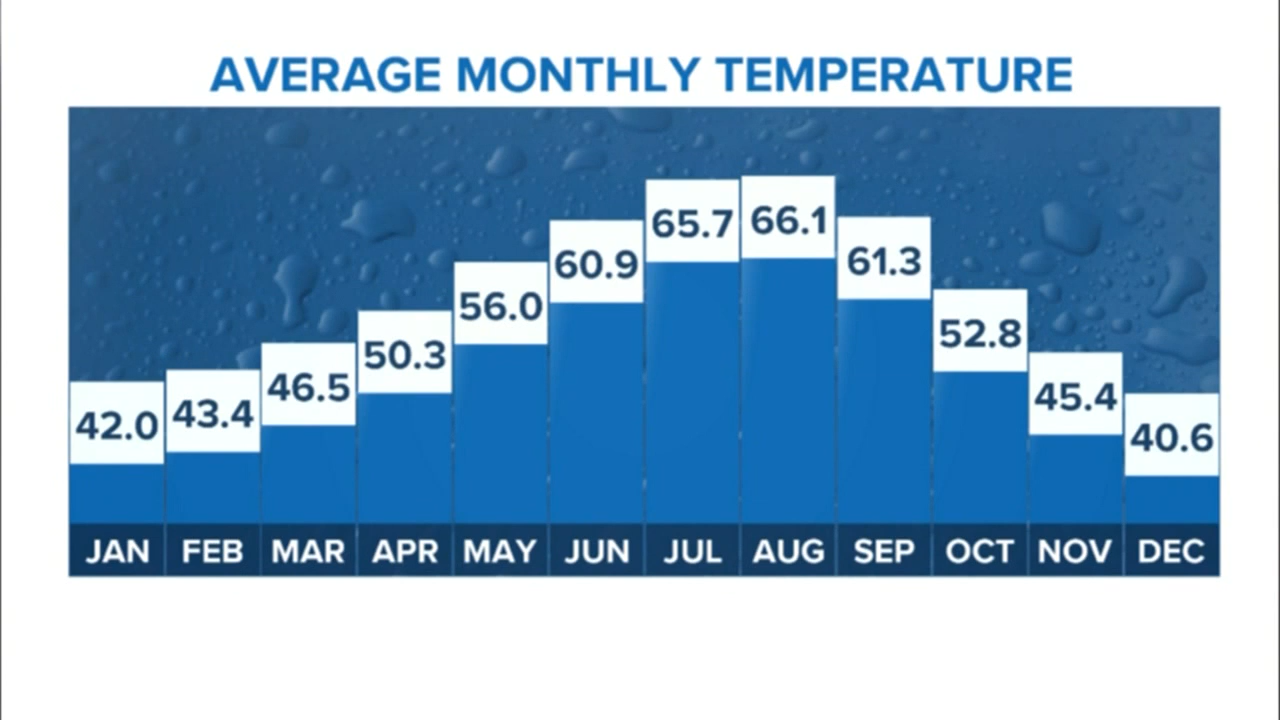 AVERAGE MONTHLY TEMPERATURE
42.0 43.4 46.5 50.3 56.0 60.9 65.7 66.1 61.3 52.8 45.4 40.6
JAN FEB MAR APR MAY JUN JUL AUG SEP OCT NOV DEC